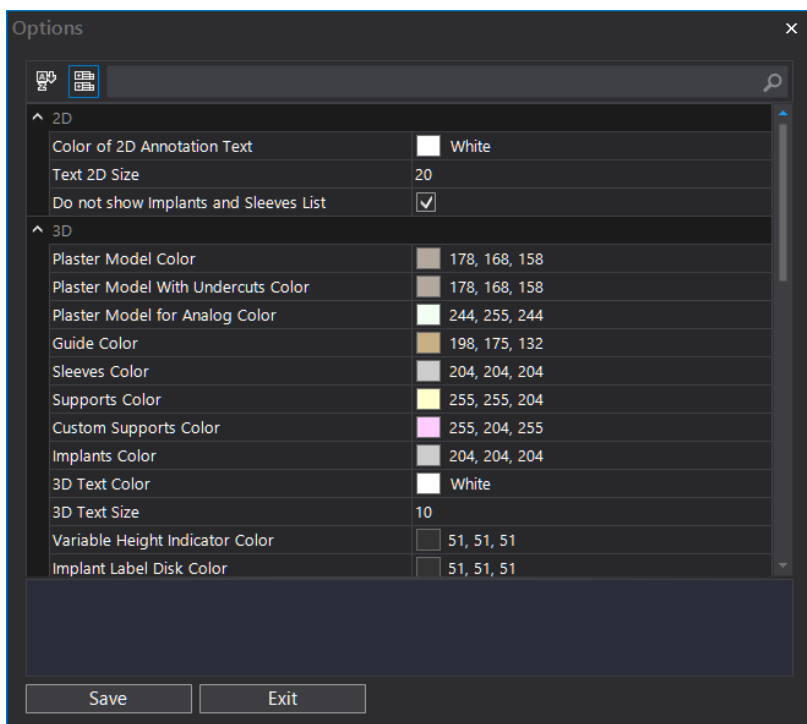 Options
2D
Color of 2D Annotation Text White
Text 2D Size 20
Do not show Implants and Sleeves List
3D
Plaster Model Color 178, 168, 158
Plaster Model With Undercuts Color 178, 168, 158
Plaster Model for Analog Color 244, 255, 244
Guide Color 198, 175, 132
Sleeves Color 204, 204, 204
Supports Color 255, 255, 204
Custom Supports Color 255, 204, 255
Implants Color 204, 204, 204
3D Text Color White
3D Text Size 10
Variable Height Indicator Color 51, 51, 51
Implant Label Disk Color 51, 51, 51
Save Exit